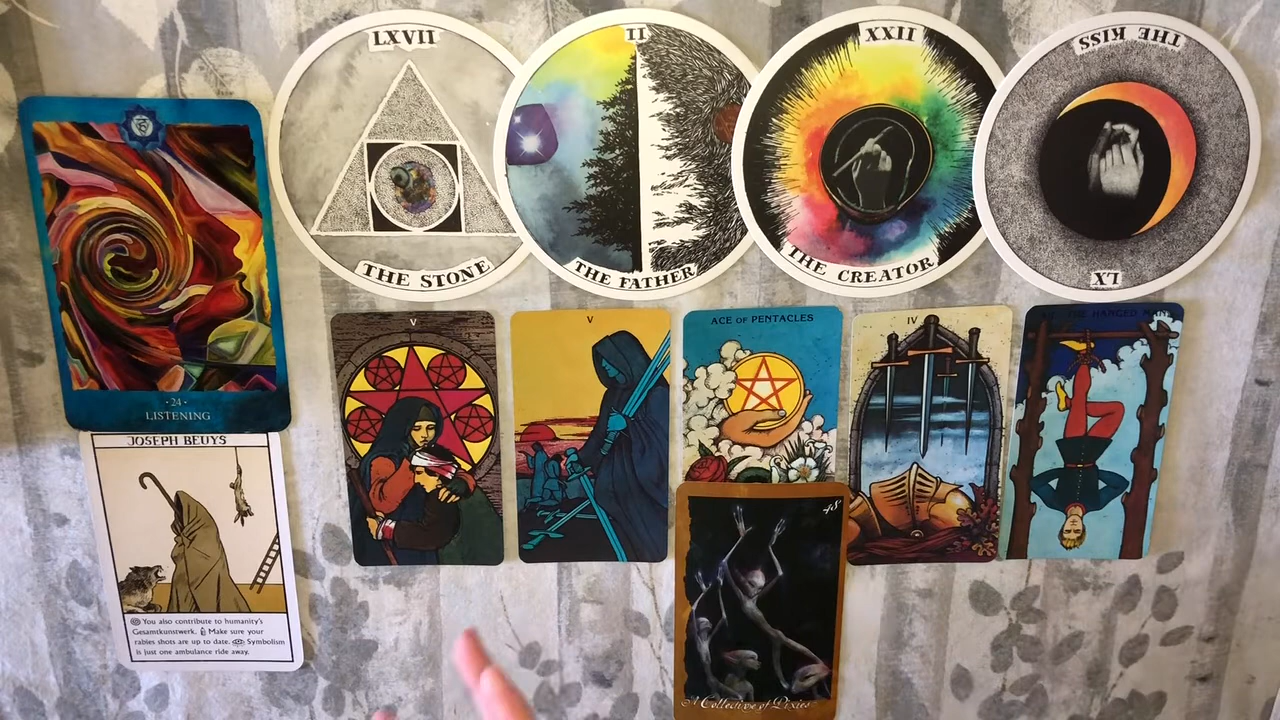 LXVII
THE STONE
II
THE FATHER
XXII
THE CREATOR
THE KISS
LX
·24·
LISTENING
JOSEPH BEUYS
You also contribute to humanity's
Gesamtkunstwerk. Make sure your
rabies shots are up to date. Symbolism
is just one ambulance ride away.
V
V
ACE OF PENTACLES
IV
XII THE HANGED MAN
48
A Collective of Pixies